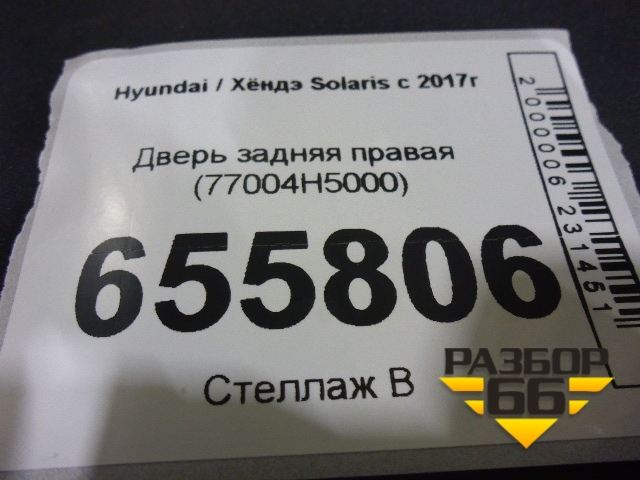 Hyundai / Хёндэ Solaris с 2017г
Дверь задняя правая
(77004H5000)
655806
Стеллаж В
2000006231451
РАЗБОР
66